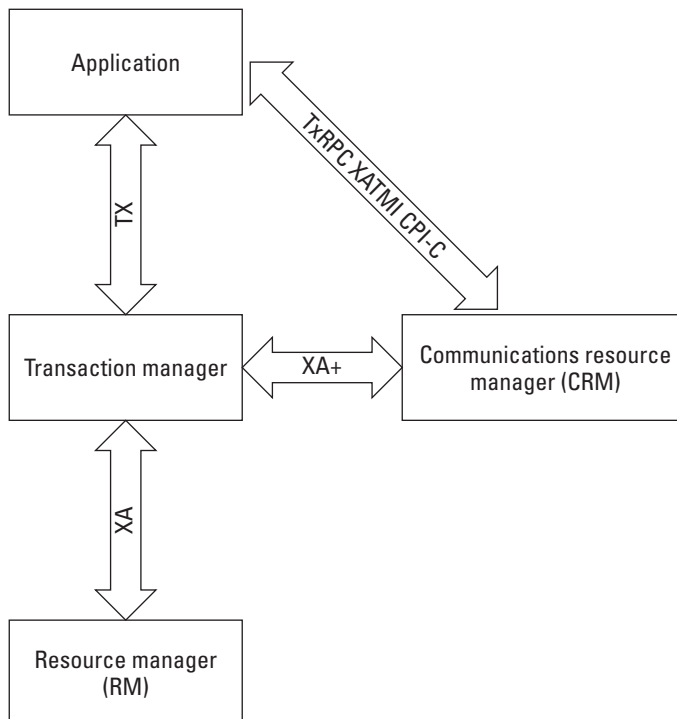 Application
TxRPC XATMI CPI-C
TX
Transaction manager
XA+
Communications resource
manager (CRM)
XA
Resource manager
(RM)